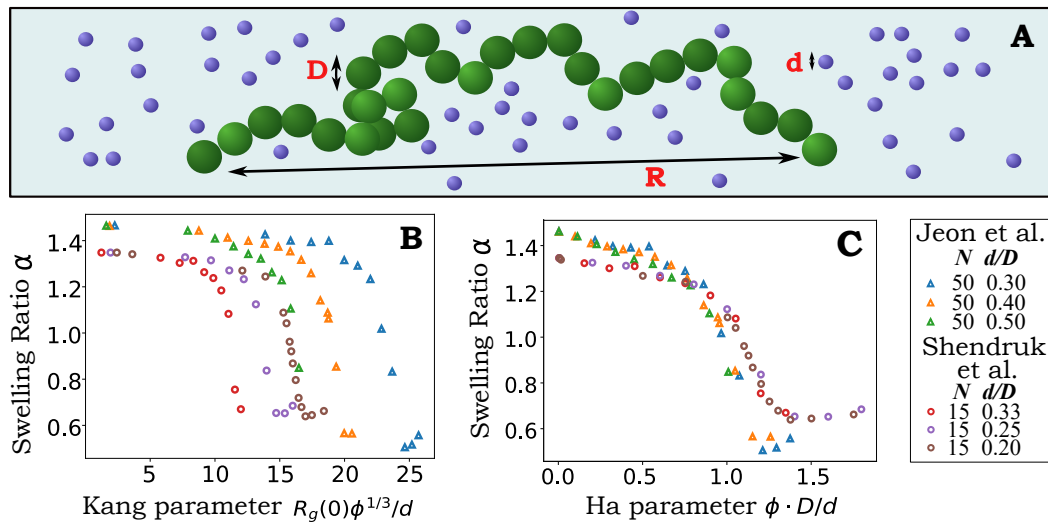 A
D
d
R
B
Swelling Ratio α
1.4
1.2
1.0
0.8
0.6
5
10
15
20
25
Kang parameter R_g(0)ϕ^{1/3}/d
C
Swelling Ratio α
1.4
1.2
1.0
0.8
0.6
0.0
0.5
1.0
1.5
Ha parameter ϕ · D/d
Jeon et al.
N d/D
50 0.30
50 0.40
50 0.50
Shendruk
et al.
N d/D
15 0.33
15 0.25
15 0.20